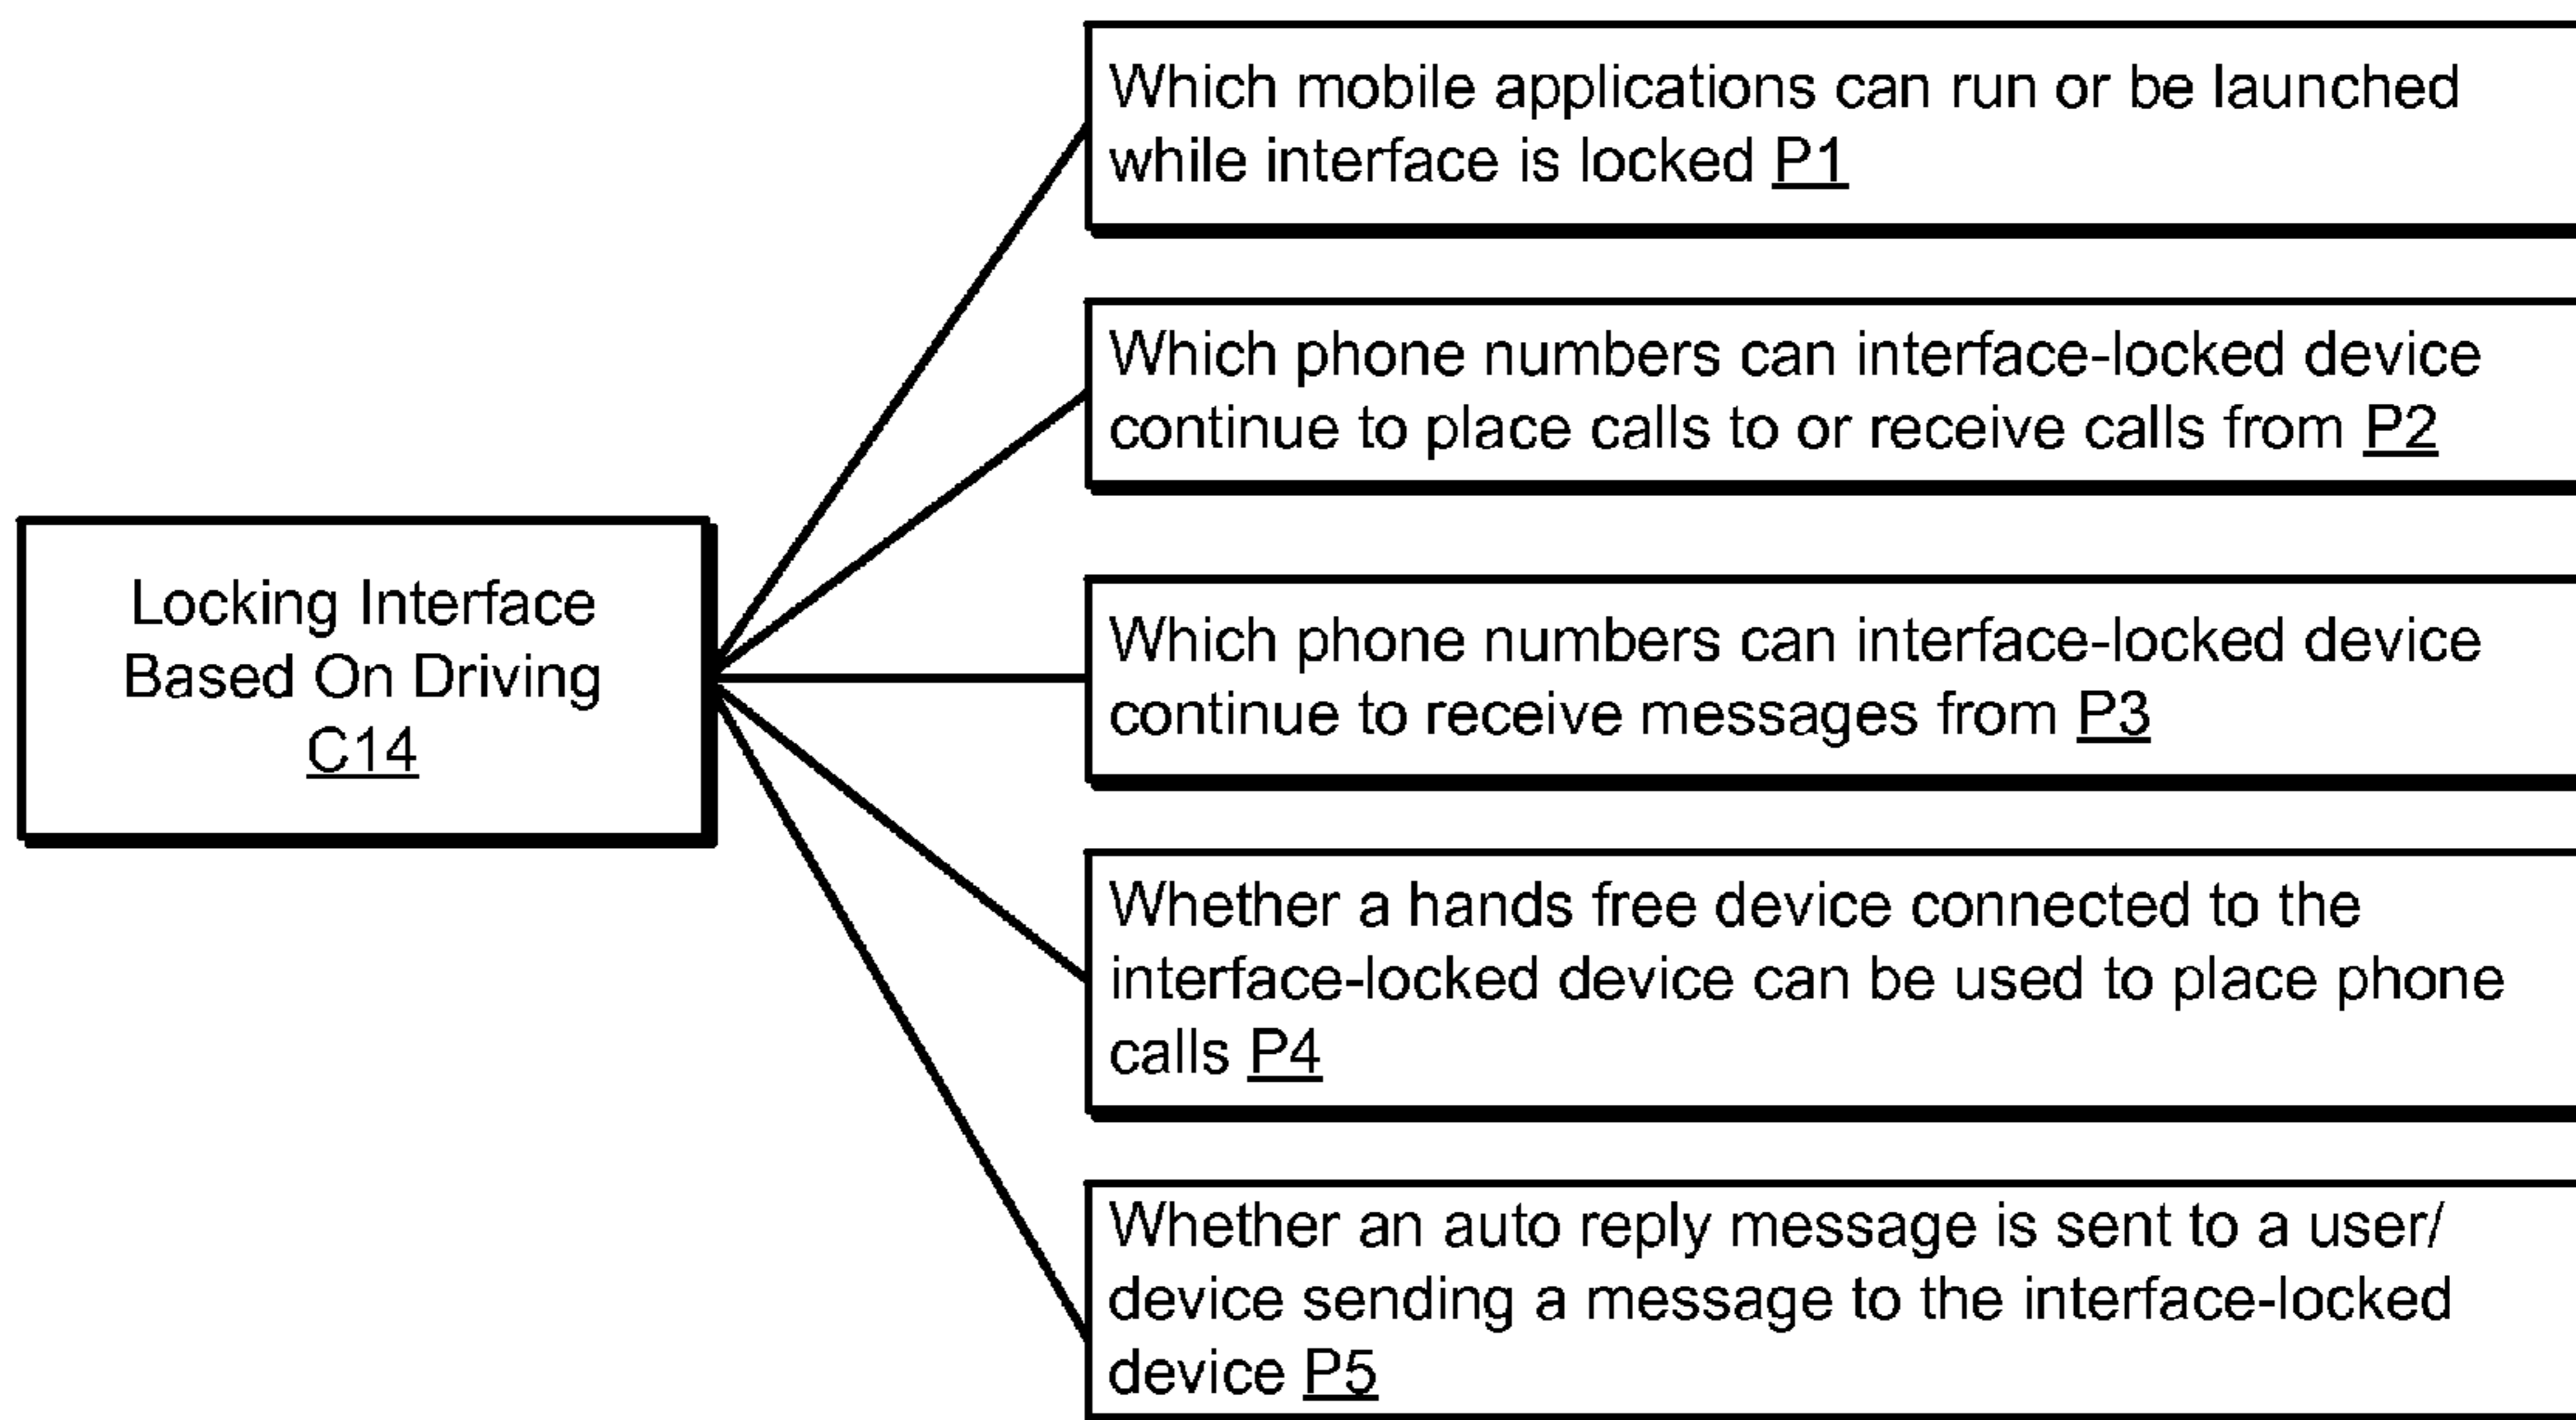 Which mobile applications can run or be launched
while interface is locked P1
Which phone numbers can interface-locked device
continue to place calls to or receive calls from P2
Locking Interface
Based On Driving
C14
Which phone numbers can interface-locked device
continue to receive messages from P3
Whether a hands free device connected to the
interface-locked device can be used to place phone
calls P4
Whether an auto reply message is sent to a user/
device sending a message to the interface-locked
device P5